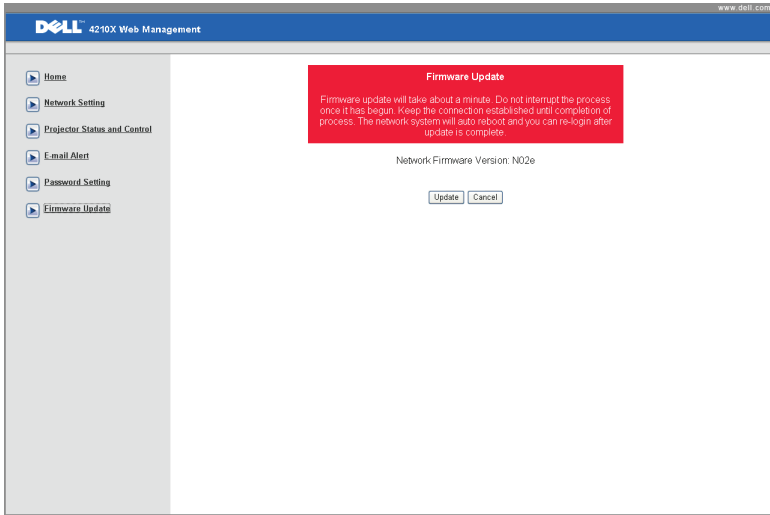 www.dell.com
DELL™ 4210X Web Management
Home
Network Setting
Projector Status and Control
E-mail Alert
Password Setting
Firmware Update
Firmware Update
Firmware update will take about a minute. Do not interrupt the process
once it has begun. Keep the connection established until completion of
process. The network system will auto reboot and you can re-login after
update is complete.
Network Firmware Version: N02e
Update Cancel